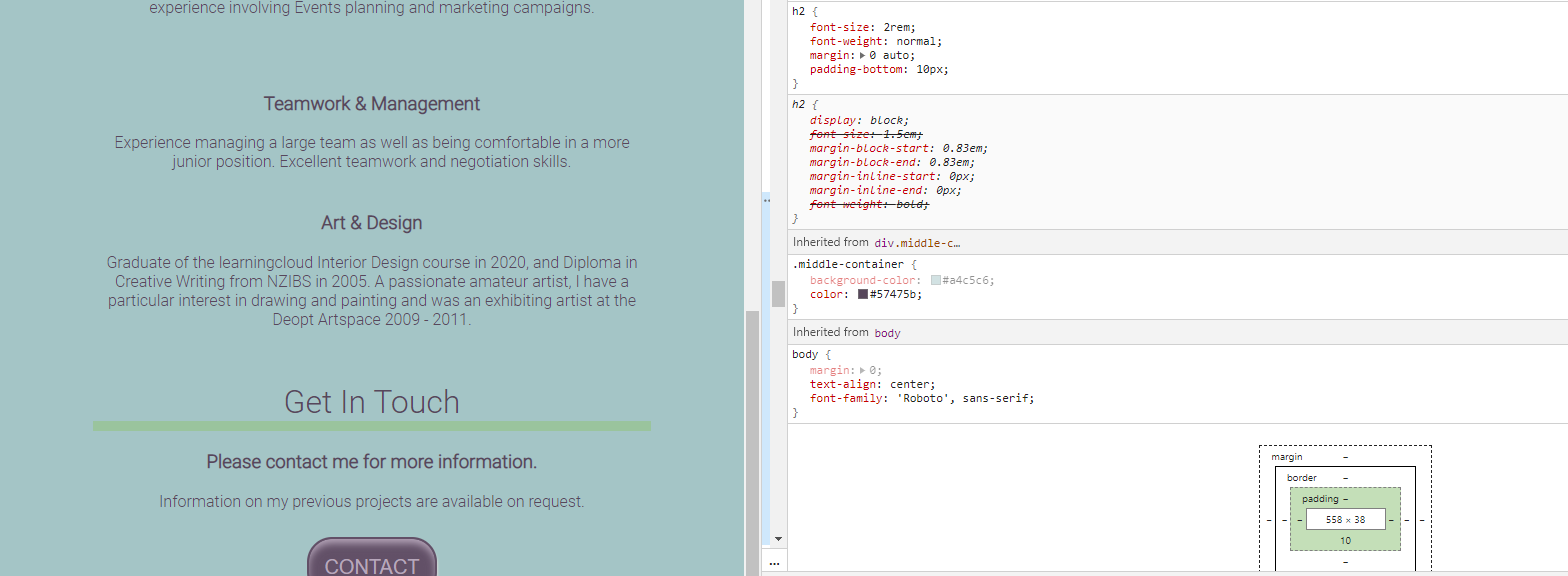 experience involving Events planning and marketing campaigns.
Teamwork & Management
Experience managing a large team as well as being comfortable in a more
junior position. Excellent teamwork and negotiation skills.
Art & Design
Graduate of the learningcloud Interior Design course in 2020, and Diploma in
Creative Writing from NZIBS in 2005. A passionate amateur artist, I have a
particular interest in drawing and painting and was an exhibiting artist at the
Deopt Artspace 2009 - 2011.
Get In Touch
Please contact me for more information.
Information on my previous projects are available on request.
CONTACT
h2 {
font-size: 2rem;
font-weight: normal;
margin: 0 auto;
padding-bottom: 10px;
}
h2 {
display: block;
font-size: 1.5em;
margin-block-start: 0.83em;
margin-block-end: 0.83em;
margin-inline-start: 0px;
margin-inline-end: 0px;
font-weight: bold;
}
Inherited from div.middle-c…
.middle-container {
background-color: #a4c5c6;
color: #57475b;
}
Inherited from body
body {
margin: 0;
text-align: center;
font-family: 'Roboto', sans-serif;
}
margin –
border –
padding –
– – – 558 × 38 – – –
10
–
...